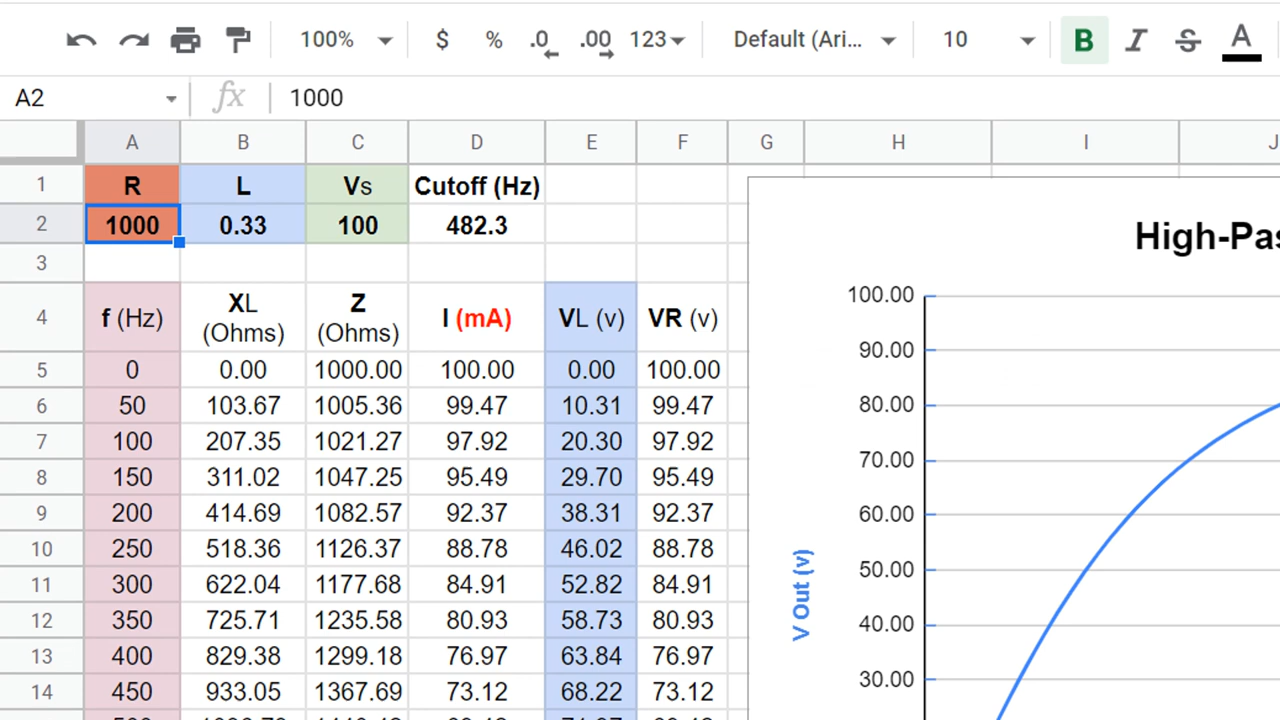 100% $ % .0 .00 123 Default (Ari... 10 B I S A
A2 fx 1000
A B C D E F G H I J
1 R L Vs Cutoff (Hz)
2 1000 0.33 100 482.3
3
4 f (Hz) XL (Ohms) Z (Ohms) I (mA) VL (v) VR (v)
5 0 0.00 1000.00 100.00 0.00 100.00
6 50 103.67 1005.36 99.47 10.31 99.47
7 100 207.35 1021.27 97.92 20.30 97.92
8 150 311.02 1047.25 95.49 29.70 95.49
9 200 414.69 1082.57 92.37 38.31 92.37
10 250 518.36 1126.37 88.78 46.02 88.78
11 300 622.04 1177.68 84.91 52.82 84.91
12 350 725.71 1235.58 80.93 58.73 80.93
13 400 829.38 1299.18 76.97 63.84 76.97
14 450 933.05 1367.69 73.12 68.22 73.12
High-Pas
100.00
90.00
80.00
70.00
60.00
50.00
40.00
30.00
V Out (v)